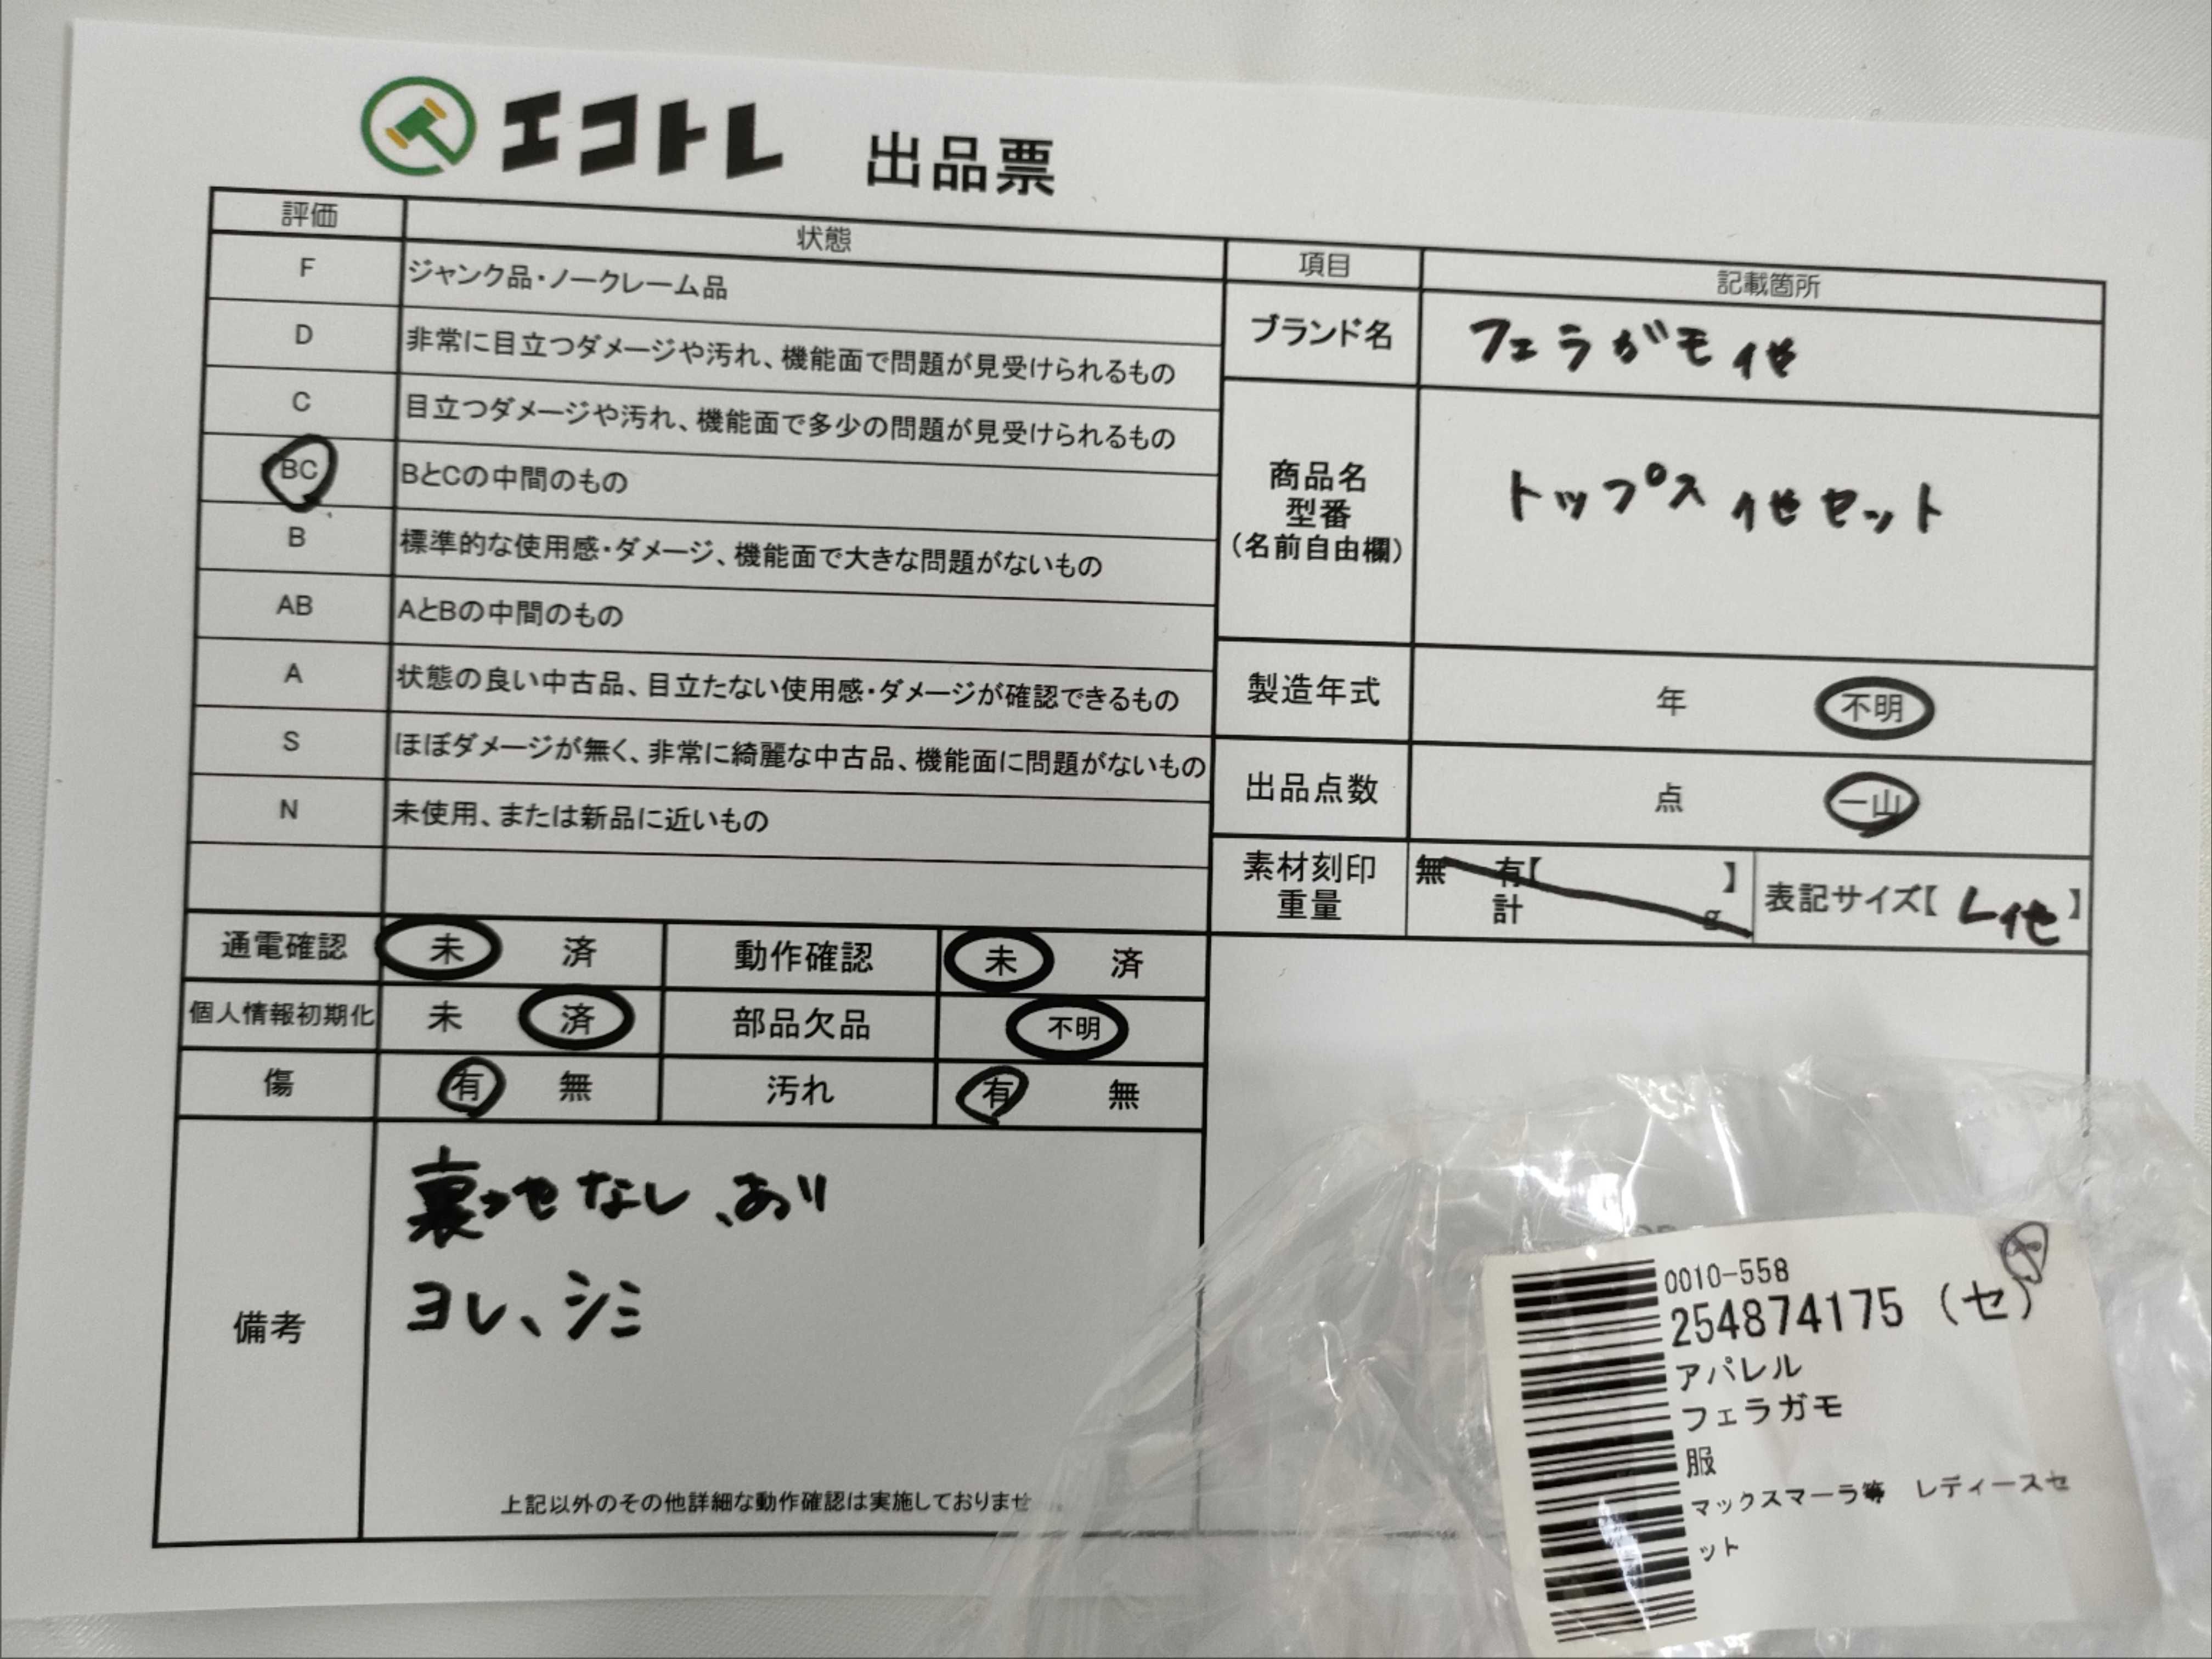 エコトレ 出品票
評価 状態
F ジャンク品・ノークレーム品
D 非常に目立つダメージや汚れ、機能面で問題が見受けられるもの
C 目立つダメージや汚れ、機能面で多少の問題が見受けられるもの
BC BとCの中間のもの
B 標準的な使用感・ダメージ、機能面で大きな問題がないもの
AB AとBの中間のもの
A 状態の良い中古品、目立たない使用感・ダメージが確認できるもの
S ほぼダメージが無く、非常に綺麗な中古品、機能面に問題がないもの
N 未使用、または新品に近いもの
通電確認 未 済 動作確認 未 済
個人情報初期化 未 済 部品欠品 不明
傷 有 無 汚れ 有 無
備考
なし、あり
ヨレ、シミ
上記以外のその他詳細な動作確認は実施しておりませ
項目 記載箇所
ブランド名 フェラガモ 他
商品名
型番
(名前自由欄)
トップス 他セット
製造年式 年 不明
出品点数 点 一山
素材刻印
重量
無 有【 】
計 g
表記サイズ【 L他 】
0010-558
254874175 (セ)
アパレル
フェラガモ
服
マックスマーラ等 レディースセ
ット